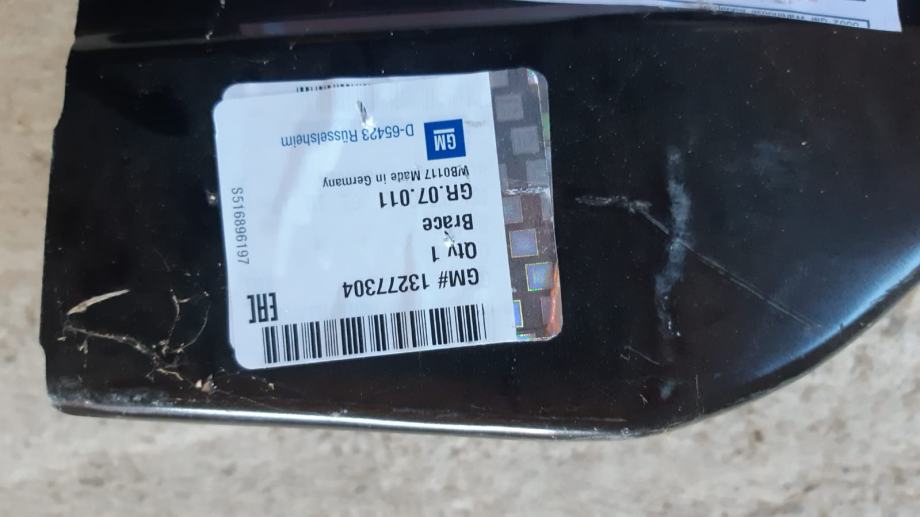 EAC
GM# 13277304
Qty 1
Brace
GR.07.011
WB0117 Made in Germany
GM
D-65423 Rüsselsheim
S516896197